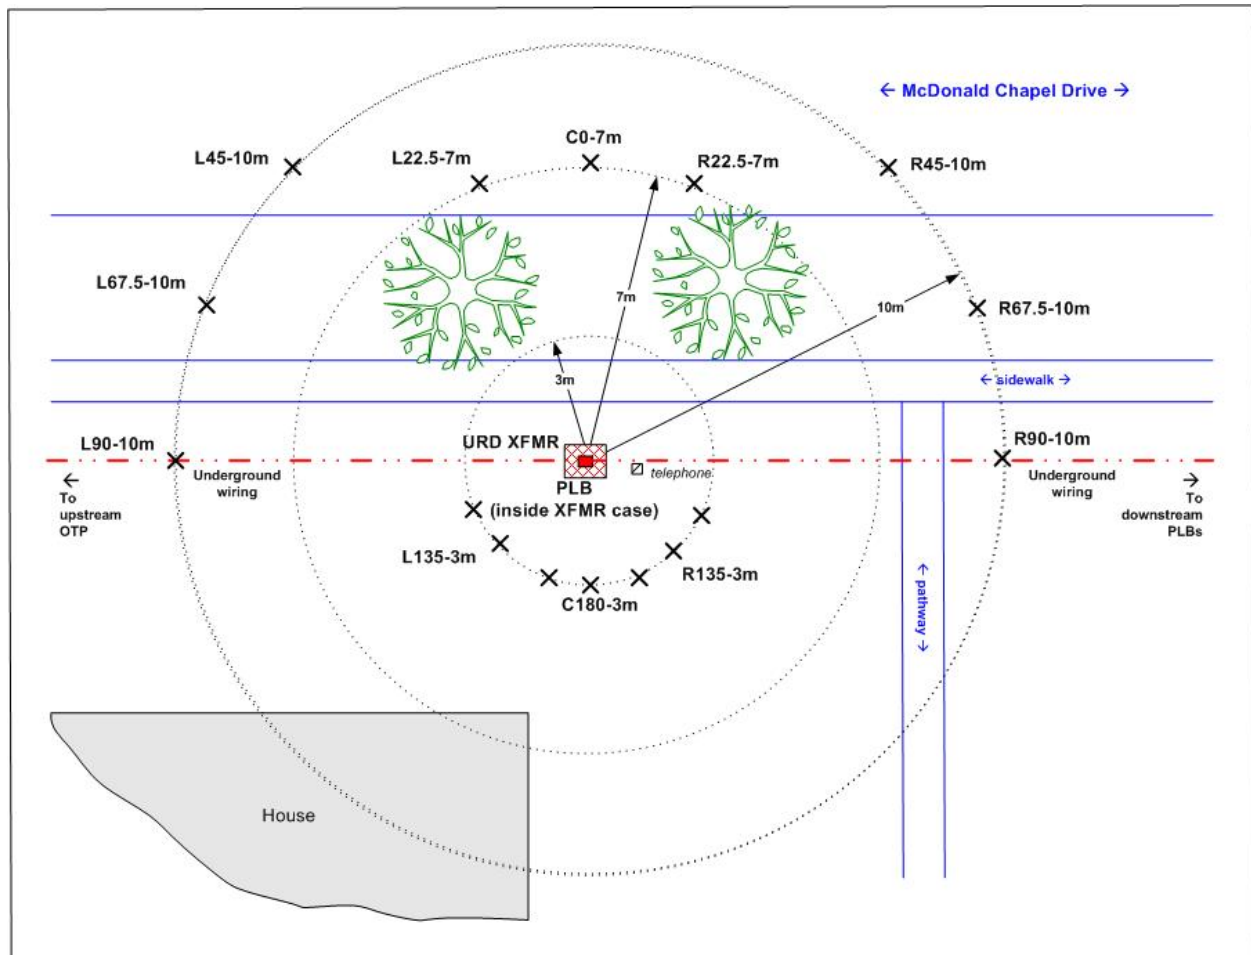 ← McDonald Chapel Drive →
C0-7m
L45-10m
L22.5-7m
R22.5-7m
R45-10m
L67.5-10m
7m
10m
R67.5-10m
3m
← sidewalk →
L90-10m
URD XFMR
R90-10m
Underground
wiring
telephone
Underground
wiring
←
To
upstream
OTP
PLB
(inside XFMR case)
→
To
downstream
PLBs
L135-3m
R135-3m
C180-3m
← pathway →
House